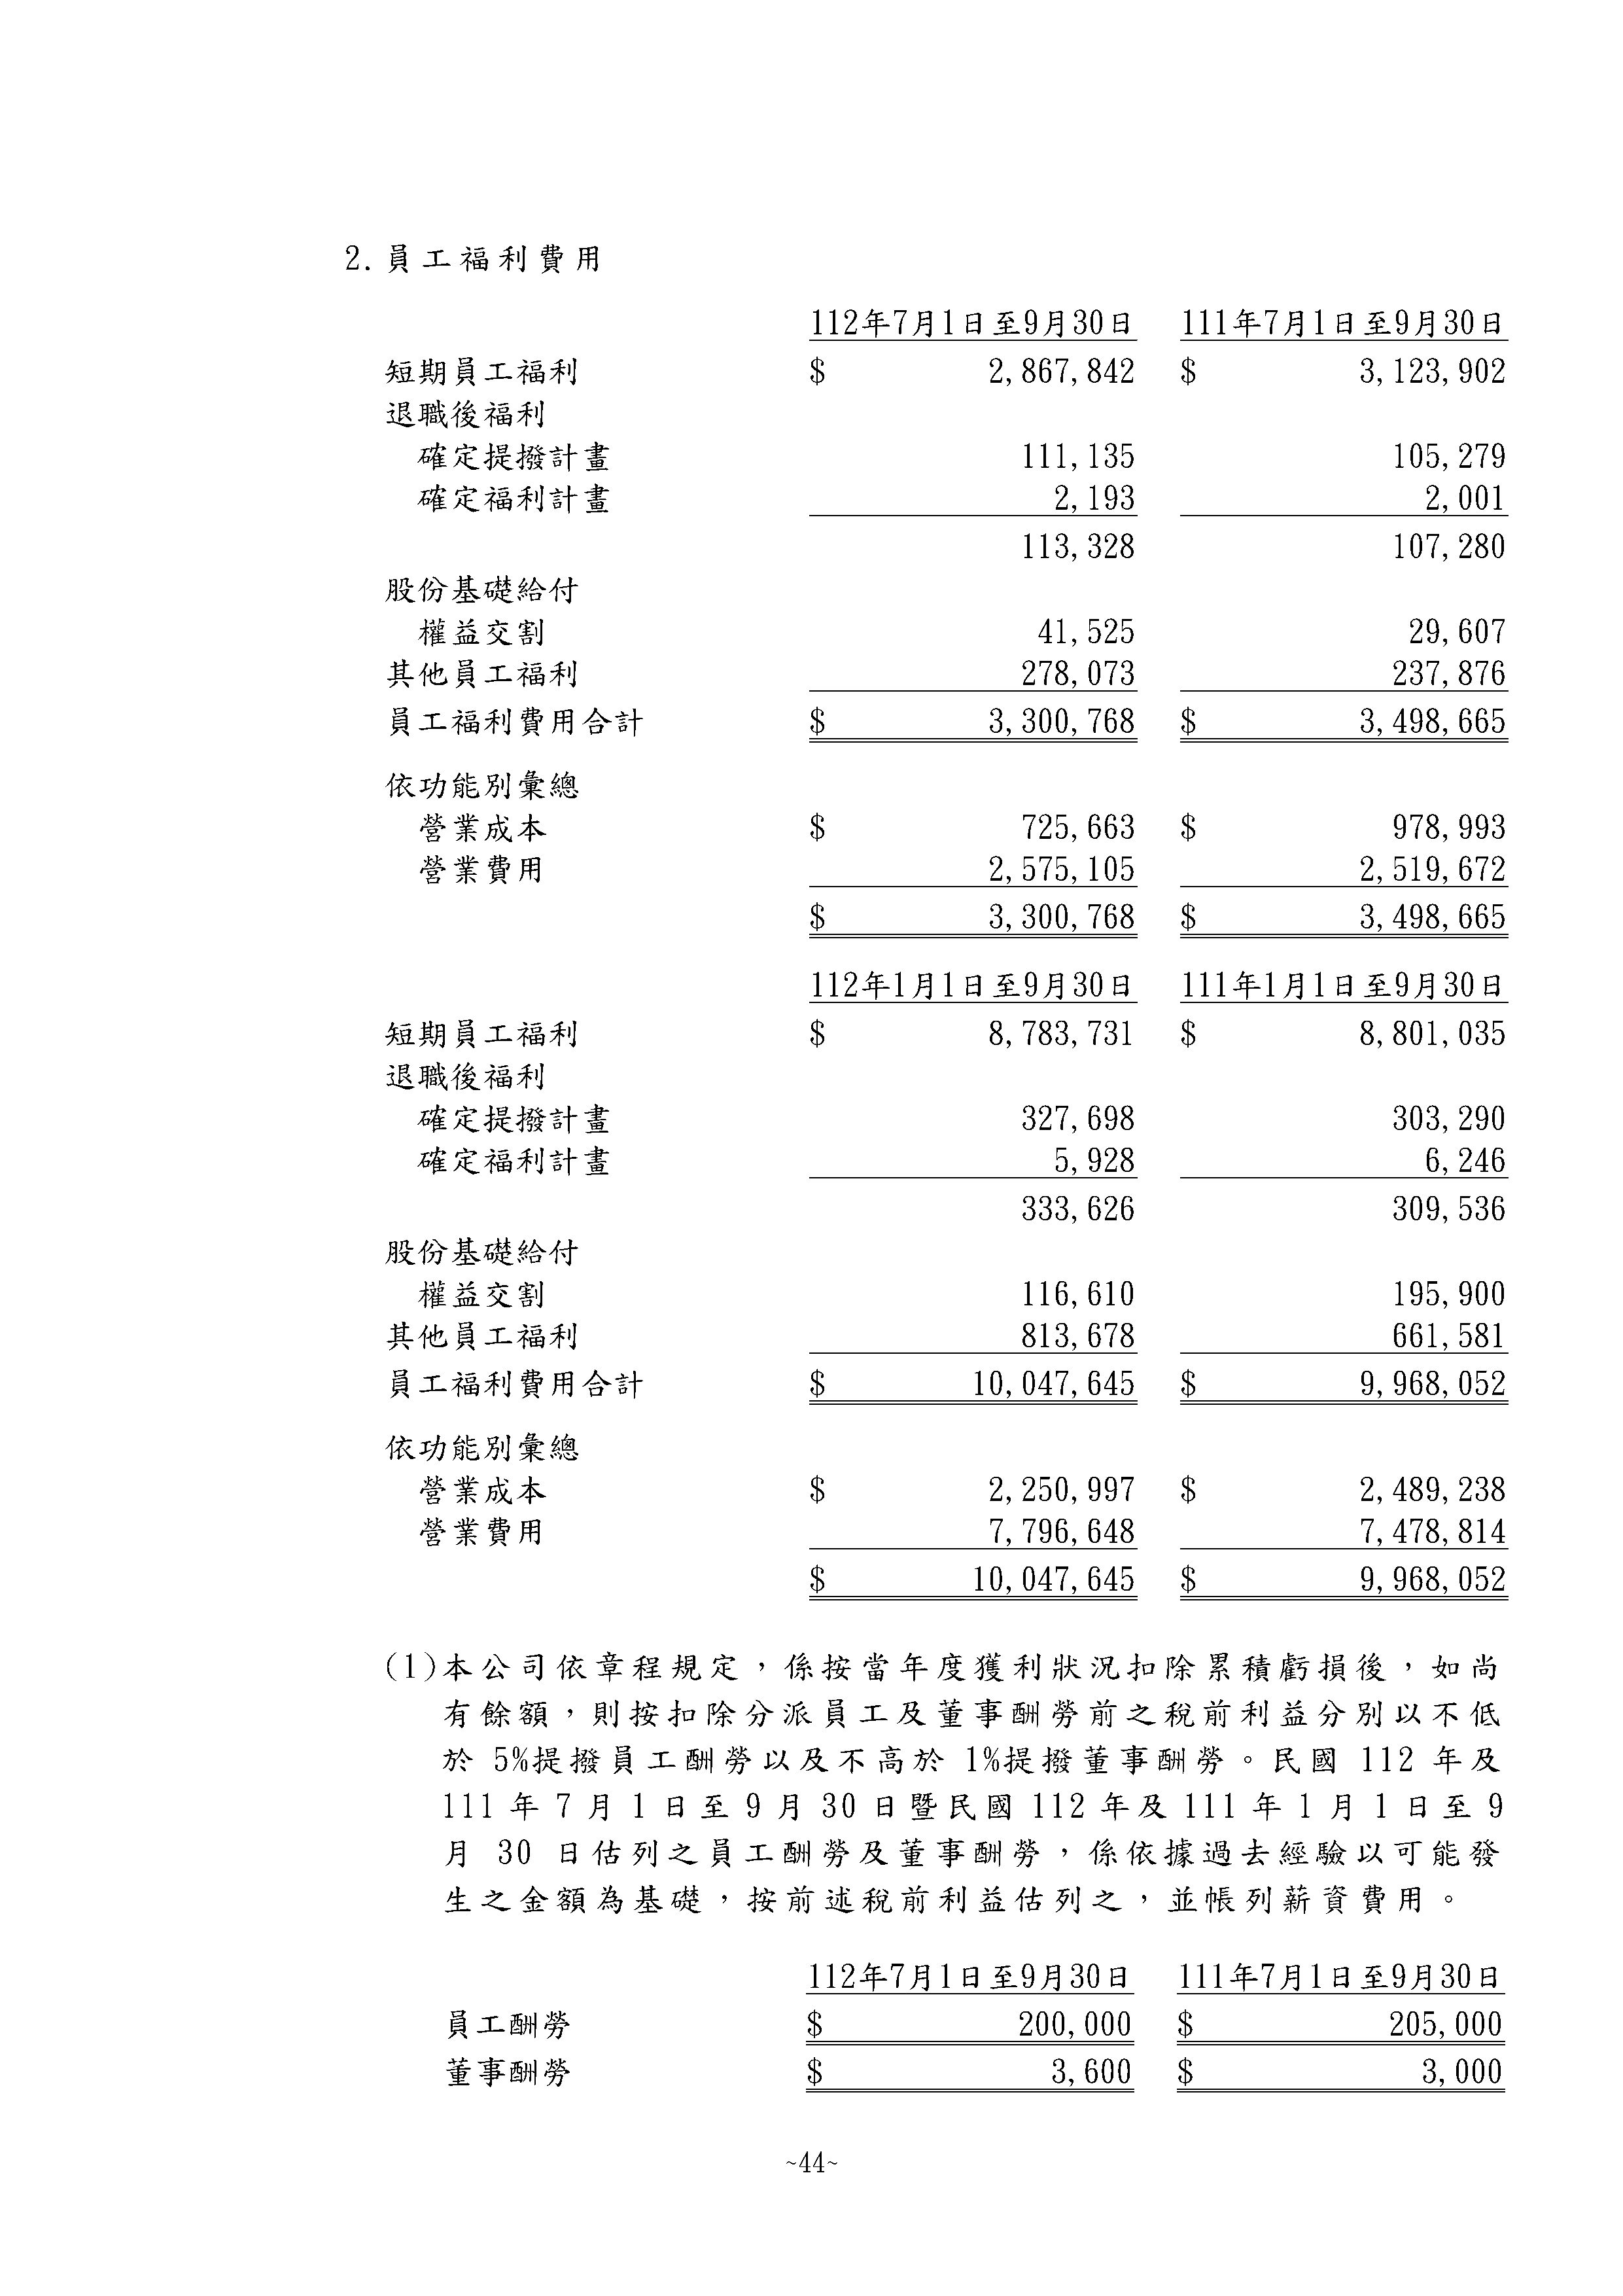 2.員工福利費用
112年7月1日至9月30日 111年7月1日至9月30日
短期員工福利 $ 2,867,842 $ 3,123,902
退職後福利
確定提撥計畫 111,135 105,279
確定福利計畫 2,193 2,001
113,328 107,280
股份基礎給付
權益交割 41,525 29,607
其他員工福利 278,073 237,876
員工福利費用合計 $ 3,300,768 $ 3,498,665
依功能別彙總
營業成本 $ 725,663 $ 978,993
營業費用 2,575,105 2,519,672
$ 3,300,768 $ 3,498,665
112年1月1日至9月30日 111年1月1日至9月30日
短期員工福利 $ 8,783,731 $ 8,801,035
退職後福利
確定提撥計畫 327,698 303,290
確定福利計畫 5,928 6,246
333,626 309,536
股份基礎給付
權益交割 116,610 195,900
其他員工福利 813,678 661,581
員工福利費用合計 $ 10,047,645 $ 9,968,052
依功能別彙總
營業成本 $ 2,250,997 $ 2,489,238
營業費用 7,796,648 7,478,814
$ 10,047,645 $ 9,968,052
(1)本公司依章程規定，係按當年度獲利狀況扣除累積虧損後，如尚
有餘額，則按扣除分派員工及董事酬勞前之稅前利益分別以不低
於 5%提撥員工酬勞以及不高於 1%提撥董事酬勞。民國 112 年及
111 年 7 月 1 日至 9 月 30 日暨民國 112 年及 111 年 1 月 1 日至 9
月 30 日估列之員工酬勞及董事酬勞，係依據過去經驗以可能發
生之金額為基礎，按前述稅前利益估列之，並帳列薪資費用。
112年7月1日至9月30日 111年7月1日至9月30日
員工酬勞 $ 200,000 $ 205,000
董事酬勞 $ 3,600 $ 3,000
~44~